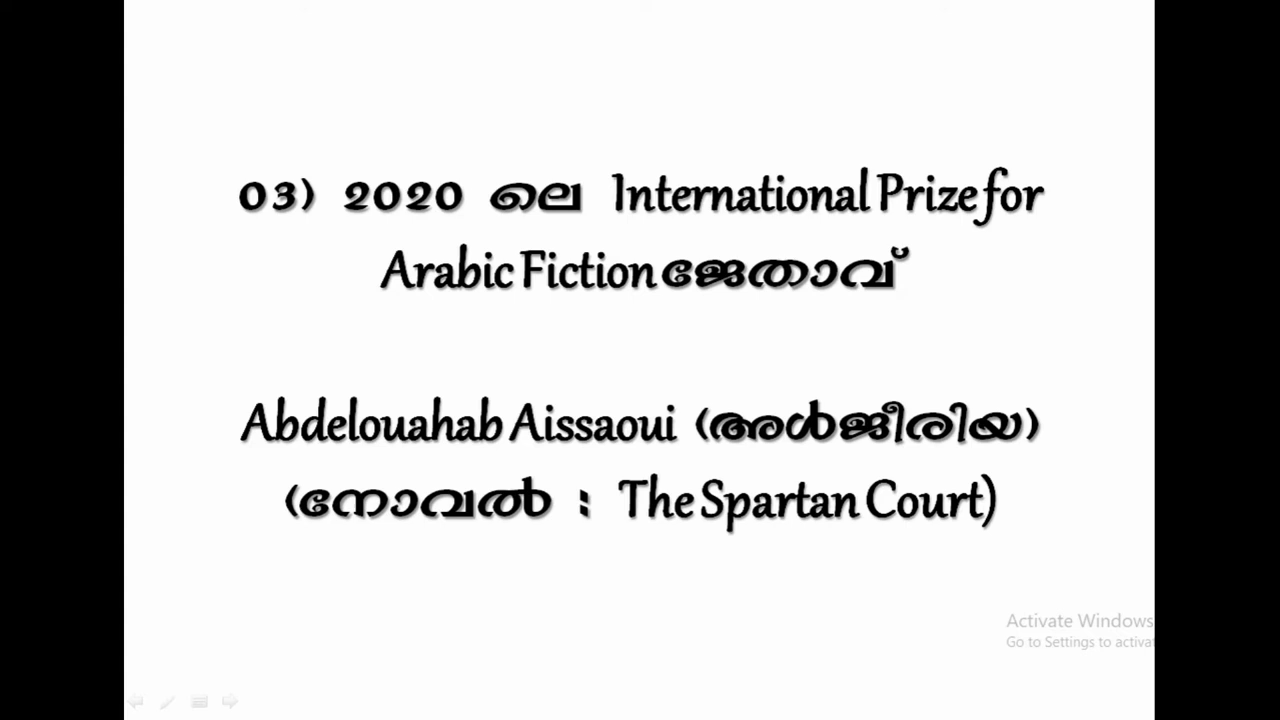 03) 2020 ലെ International Prize for
Arabic Fiction ജേതാവ്
Abdelouahab Aissaoui (അൾജീരിയ)
(നോവൽ : The Spartan Court)
Activate Windows
Go to Settings to activat